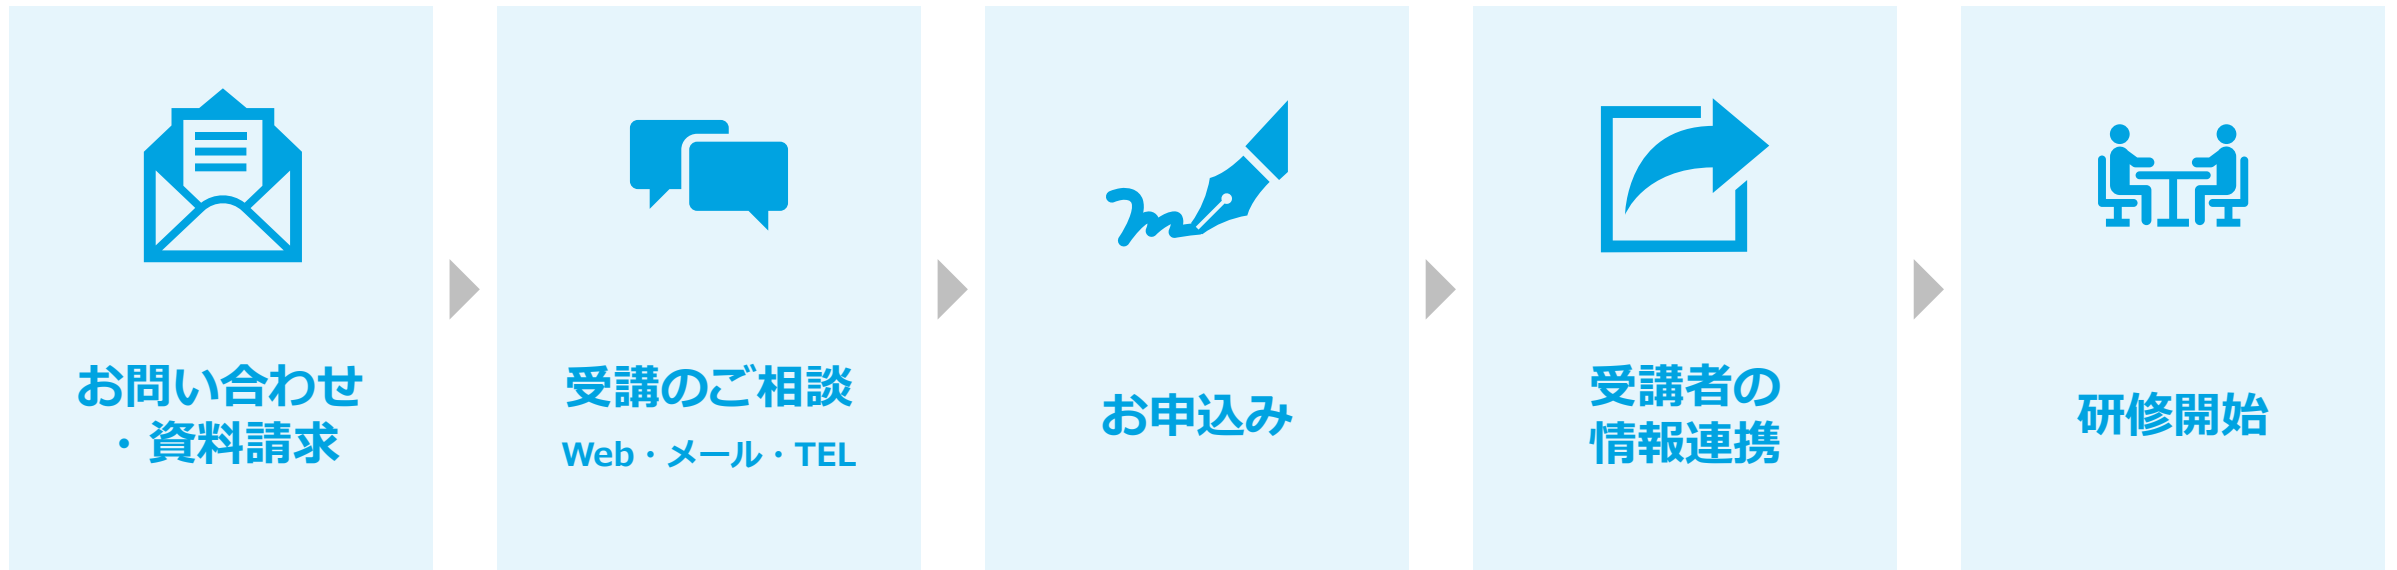 お問い合わせ
・資料請求
受講のご相談
Web・メール・TEL
お申込み
受講者の
情報連携
研修開始